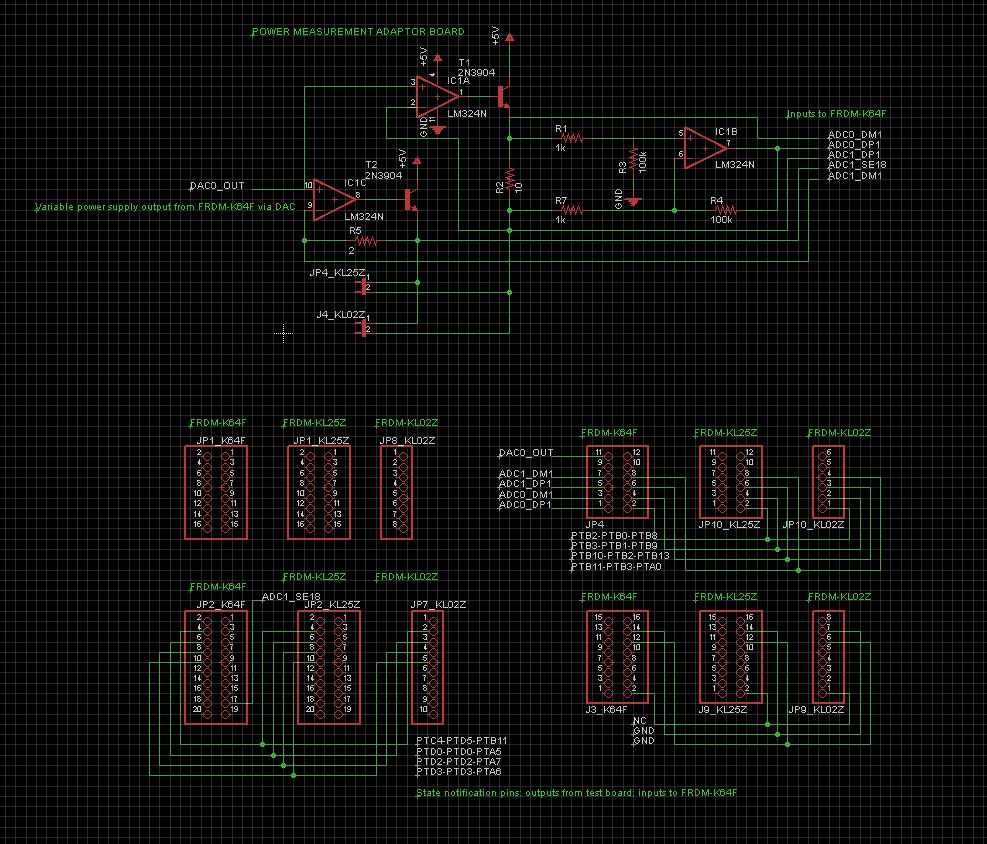 POWER MEASUREMENT ADAPTOR BOARD
+5V
+5V
T1
2N3904
IC1A
3
4
1
2
11
GND
LM324N
Inputs to FRDM-K64F
R1
1k
R3
100k
GND
5
6
7
IC1B
LM324N
ADC0_DM1
ADC0_DP1
ADC1_DP1
ADC1_SE18
ADC1_DM1
T2
2N3904
+5V
DAC0_OUT
10
9
8
IC1C
LM324N
R2
10
Variable power supply output from FRDM-K64F via DAC
R7
1k
R4
100k
R5
2
JP4_KL25Z
1
2
J4_KL02Z
1
2
FRDM-K64F FRDM-KL25Z FRDM-KL02Z
JP1_K64F JP1_KL25Z JP8_KL02Z
2 1 2 1 1
4 3 4 3 2
6 5 6 5 3
8 7 8 7 4
10 9 10 9 5
12 11 12 11 6
14 13 14 13 7
16 15 16 15 8
FRDM-K64F FRDM-KL25Z FRDM-KL02Z
DAC0_OUT
ADC1_DM1
ADC1_DP1
ADC0_DM1
ADC0_DP1
11 12 11 12 6
9 10 9 10 5
7 8 7 8 4
5 6 5 6 3
3 4 3 4 2
1 2 1 2 1
JP4 JP10_KL25Z JP10_KL02Z
PTB2-PTB0-PTB8
PTB3-PTB1-PTB9
PTB10-PTB2-PTB13
PTB11-PTB3-PTA0
FRDM-K64F FRDM-KL25Z FRDM-KL02Z
ADC1_SE18
JP2_K64F JP2_KL25Z JP7_KL02Z
2 1 2 1 1
4 3 4 3 2
6 5 6 5 3
8 7 8 7 4
10 9 10 9 5
12 11 12 11 6
14 13 14 13 7
16 15 16 15 8
18 17 18 17 9
20 19 20 19 10
PTC4-PTD5-PTB11
PTD0-PTD0-PTA5
PTD2-PTD2-PTA7
PTD3-PTD3-PTA6
FRDM-K64F FRDM-KL25Z FRDM-KL02Z
15 16 15 16 8
13 14 13 14 7
11 12 11 12 6
9 10 9 10 5
7 8 7 8 4
5 6 5 6 3
3 4 3 4 2
1 2 1 2 1
J3_K64F J9_KL25Z JP9_KL02Z
NC
GND
GND
State notification pins: outputs from test board, inputs to FRDM-K64F